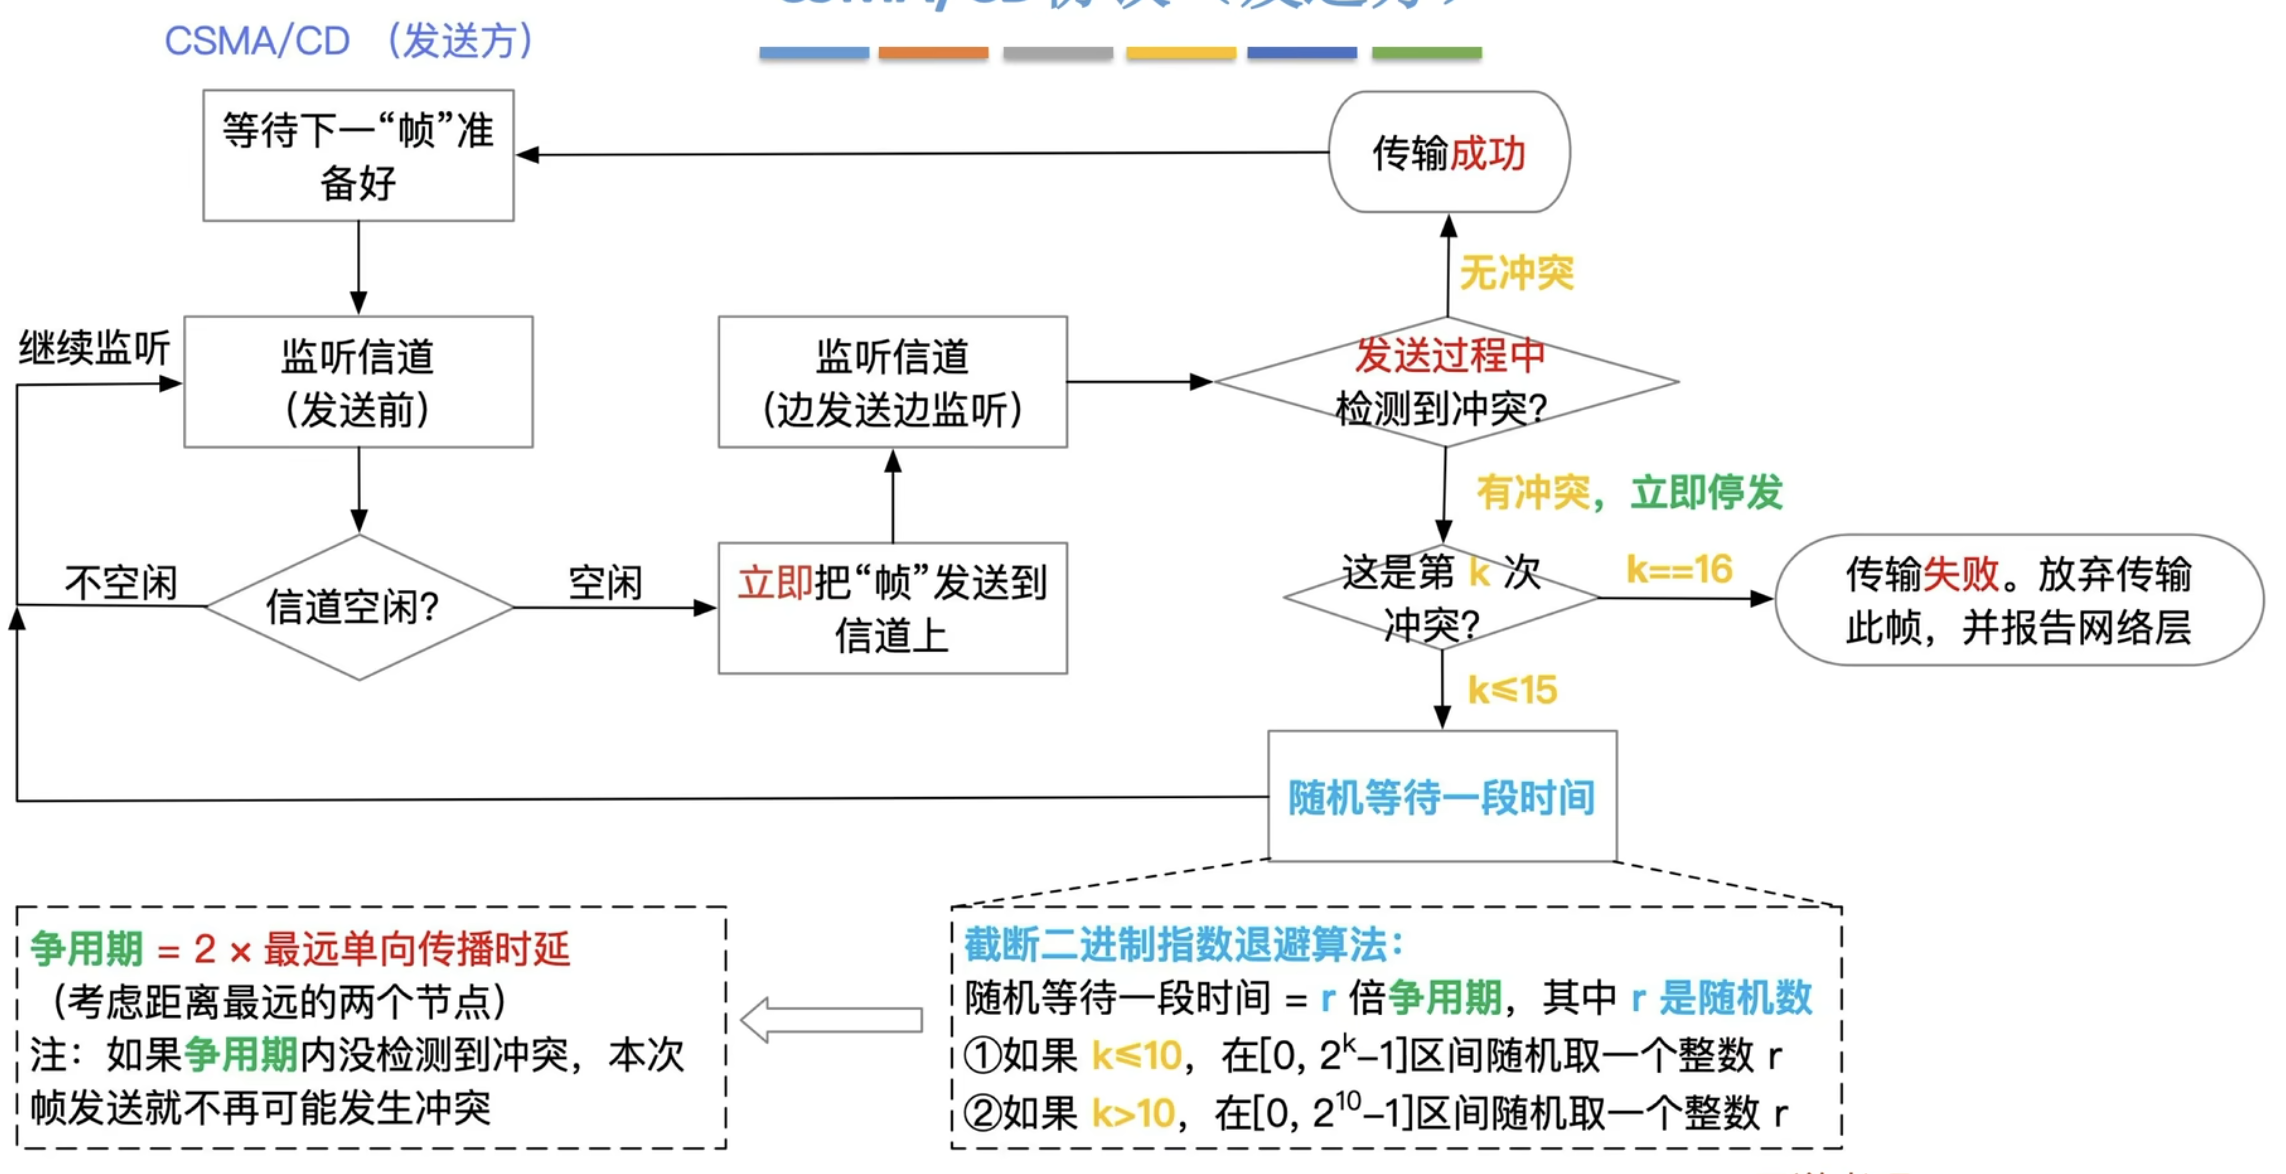 CSMA/CD （发送方）
等待下一“帧”准
备好
传输成功
无冲突
继续监听
监听信道
(发送前)
监听信道
(边发送边监听)
发送过程中
检测到冲突?
有冲突，立即停发
不空闲
信道空闲?
空闲
立即把“帧”发送到
信道上
这是第 k 次
冲突?
k==16
传输失败。放弃传输
此帧，并报告网络层
k≤15
随机等待一段时间
争用期 = 2 × 最远单向传播时延
（考虑距离最远的两个节点）
注：如果争用期内没检测到冲突，本次
帧发送就不再可能发生冲突
截断二进制指数退避算法：
随机等待一段时间 = r 倍争用期，其中 r 是随机数
①如果 k≤10，在[0, 2^k–1]区间随机取一个整数 r
②如果 k>10，在[0, 2^10–1]区间随机取一个整数 r